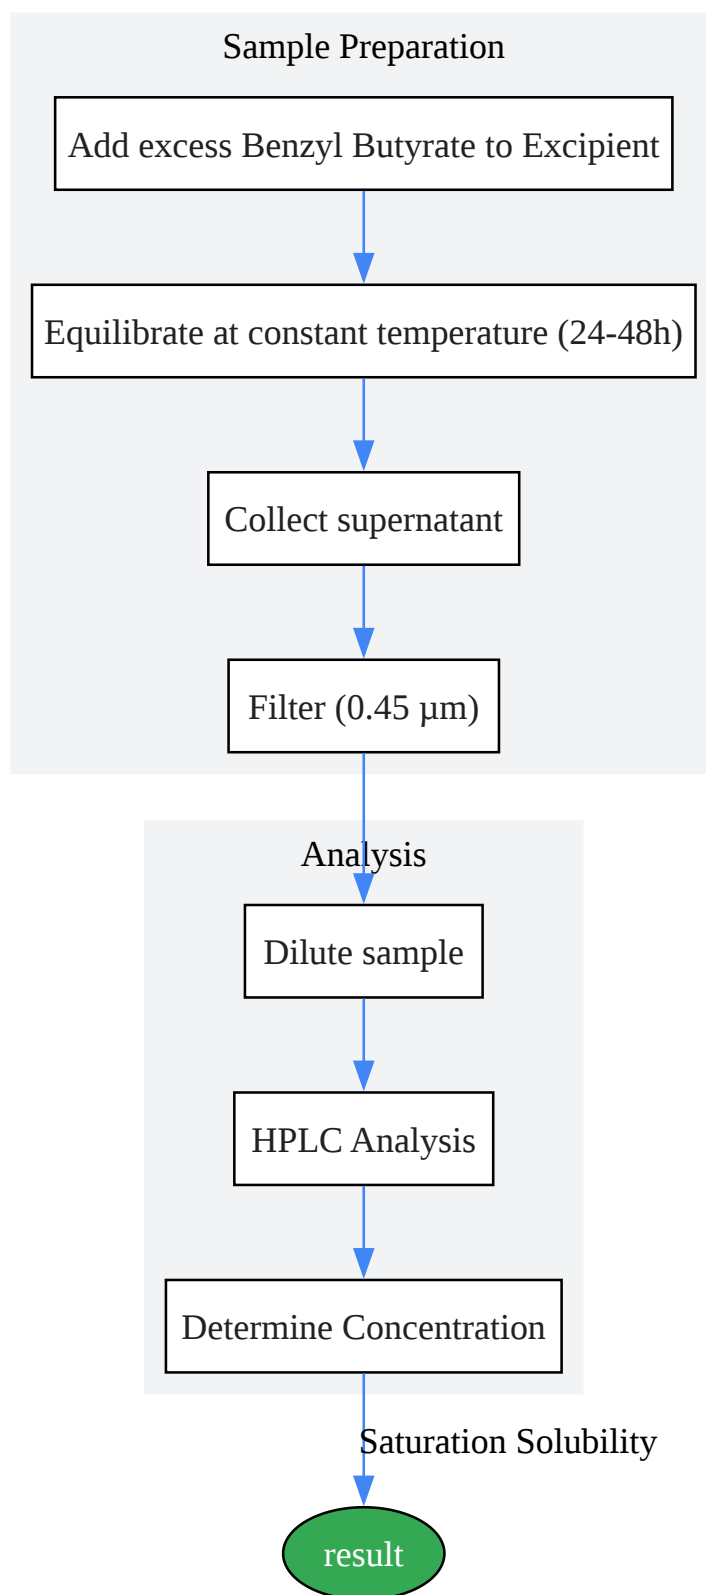 Sample Preparation
Add excess Benzyl Butyrate to Excipient
Equilibrate at constant temperature (24-48h)
Collect supernatant
Filter (0.45 µm)
Analysis
Dilute sample
HPLC Analysis
Determine Concentration
Saturation Solubility
result